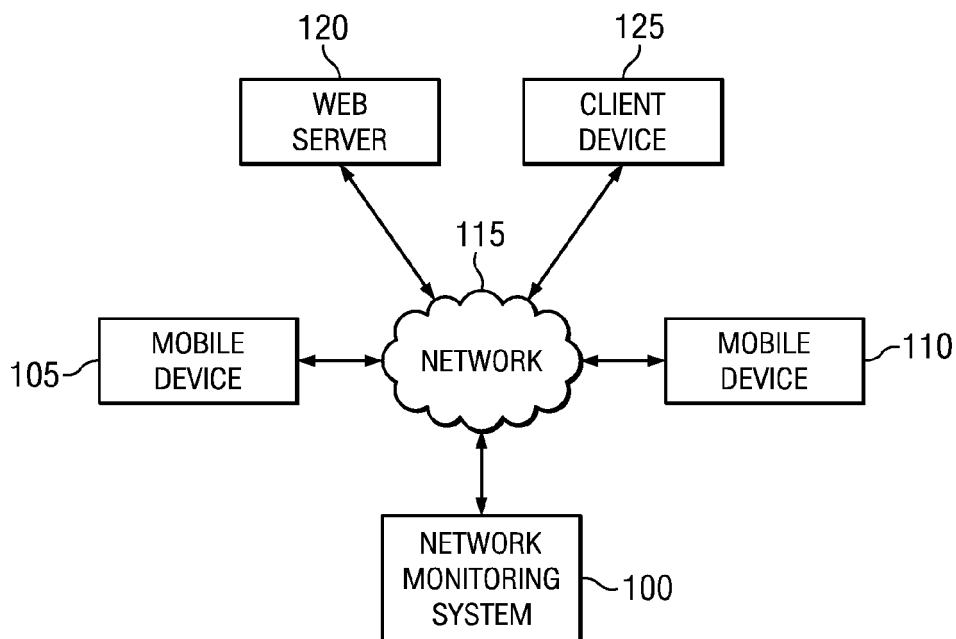 120
125
WEB
SERVER
CLIENT
DEVICE
115
105
MOBILE
DEVICE
NETWORK
MOBILE
DEVICE
110
NETWORK
MONITORING
SYSTEM
100